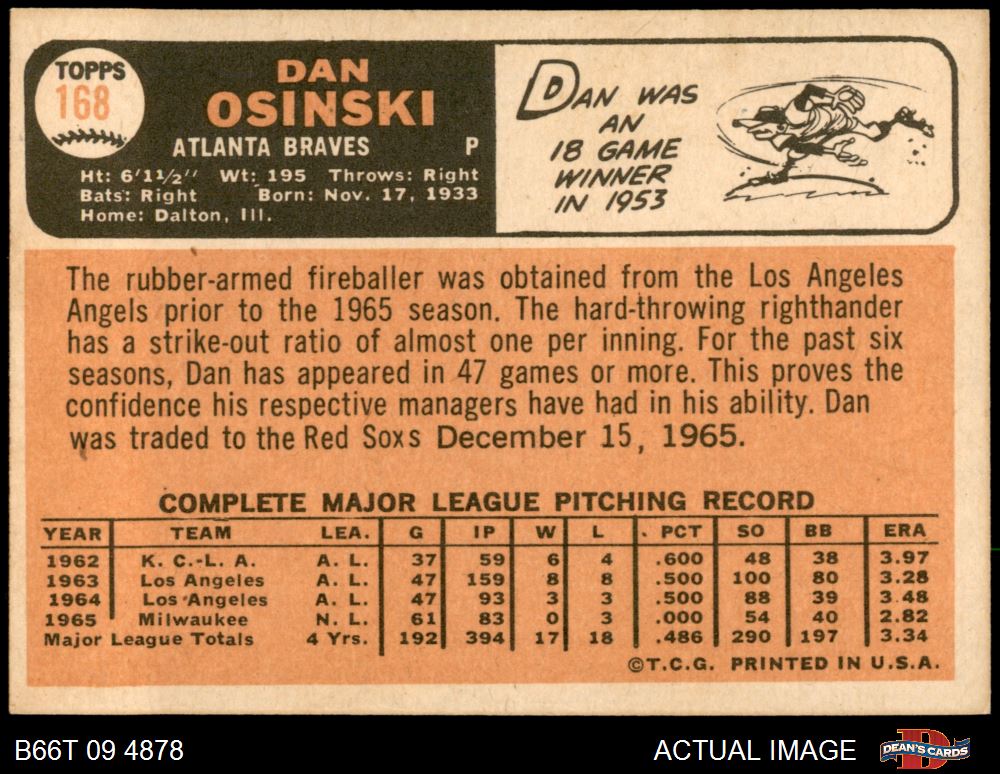 TOPPS
168
DAN
OSINSKI
ATLANTA BRAVES P
Ht: 6'11/2" Wt: 195 Throws: Right
Bats: Right Born: Nov. 17, 1933
Home: Dalton, Ill.
DAN WAS
AN
18 GAME
WINNER
IN 1953
The rubber-armed fireballer was obtained from the Los Angeles
Angels prior to the 1965 season. The hard-throwing righthander
has a strike-out ratio of almost one per inning. For the past six
seasons, Dan has appeared in 47 games or more. This proves the
confidence his respective managers have had in his ability. Dan
was traded to the Red Soxs December 15, 1965.
COMPLETE MAJOR LEAGUE PITCHING RECORD
YEAR TEAM LEA. G IP W L PCT SO BB ERA
1962 K. C.-L. A. A. L. 37 59 6 4 .600 48 38 3.97
1963 Los Angeles A. L. 47 159 8 8 .500 100 80 3.28
1964 Los Angeles A. L. 47 93 3 3 .500 88 39 3.48
1965 Milwaukee N. L. 61 83 0 3 .000 54 40 2.82
Major League Totals 4 Yrs. 192 394 17 18 .486 290 197 3.34
©T.C.G. PRINTED IN U.S.A.
B66T 09 4878 ACTUAL IMAGE DEAN'S CARDS